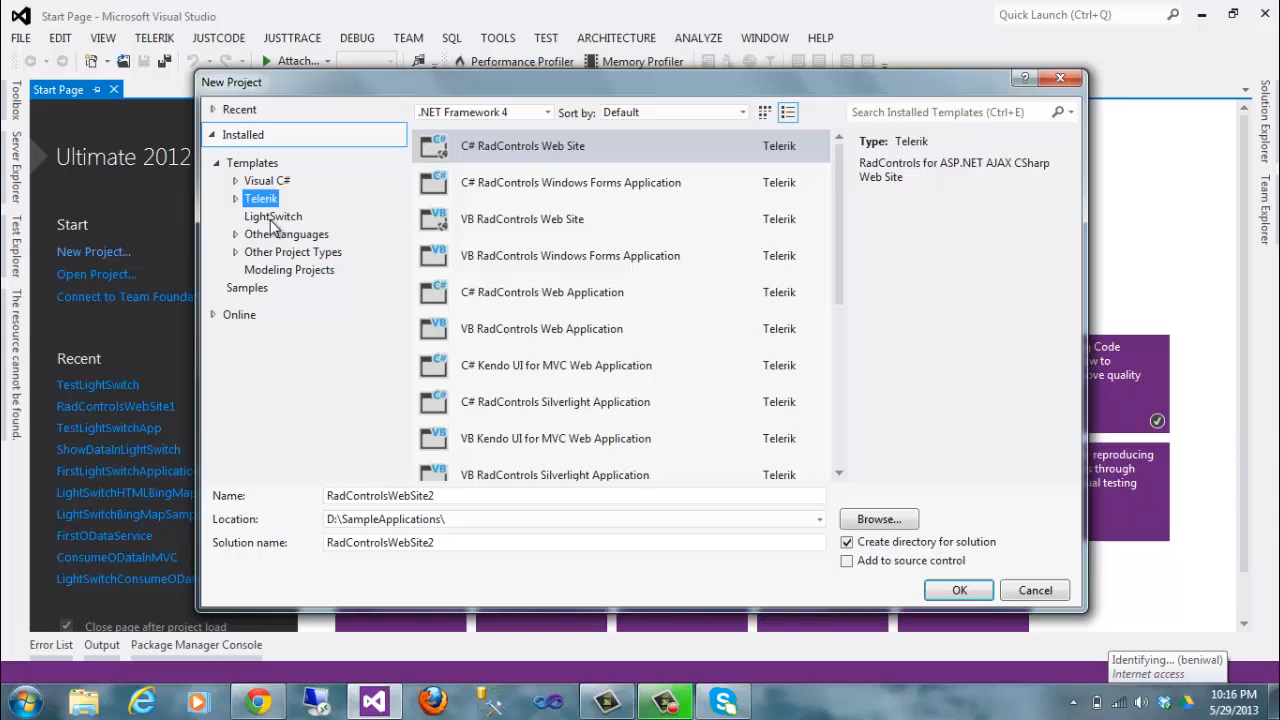 Start Page - Microsoft Visual Studio
Quick Launch (Ctrl+Q)
FILE EDIT VIEW TELERIK JUSTCODE JUSTTRACE DEBUG TEAM SQL TOOLS TEST ARCHITECTURE ANALYZE WINDOW HELP
Attach... Performance Profiler Memory Profiler
Toolbox
Server Explorer
Test Explorer
The resource cannot be found.
Start Page
Ultimate 2012
Start
New Project...
Open Project...
Connect to Team Founda
Recent
TestLightSwitch
RadControlsWebSite1
TestLightSwitchApp
ShowDataInLightSwitch
FirstLightSwitchApplicatio
LightSwitchHTMLBingMap
LightSwitchBingMapSamp
FirstODataService
ConsumeODataInMVC
LightSwitchConsumeODa
Close page after project load
New Project
Recent
Installed
Templates
Visual C#
Telerik
LightSwitch
Other Languages
Other Project Types
Modeling Projects
Samples
Online
.NET Framework 4 Sort by: Default
Search Installed Templates (Ctrl+E)
C# RadControls Web Site Telerik
C# RadControls Windows Forms Application Telerik
VB RadControls Web Site Telerik
VB RadControls Windows Forms Application Telerik
C# RadControls Web Application Telerik
VB RadControls Web Application Telerik
C# Kendo UI for MVC Web Application Telerik
C# RadControls Silverlight Application Telerik
VB Kendo UI for MVC Web Application Telerik
VB RadControls Silverlight Application Telerik
Type: Telerik
RadControls for ASP.NET AJAX CSharp
Web Site
Name: RadControlsWebSite2
Location: D:\SampleApplications\
Browse...
Solution name: RadControlsWebSite2
Create directory for solution
Add to source control
OK Cancel
Code
w to
ove quality
reproducing
s through
ual testing
Solution Explorer
Team Explorer
Error List Output Package Manager Console
Identifying... (beniwal)
Internet access
10:16 PM
5/29/2013